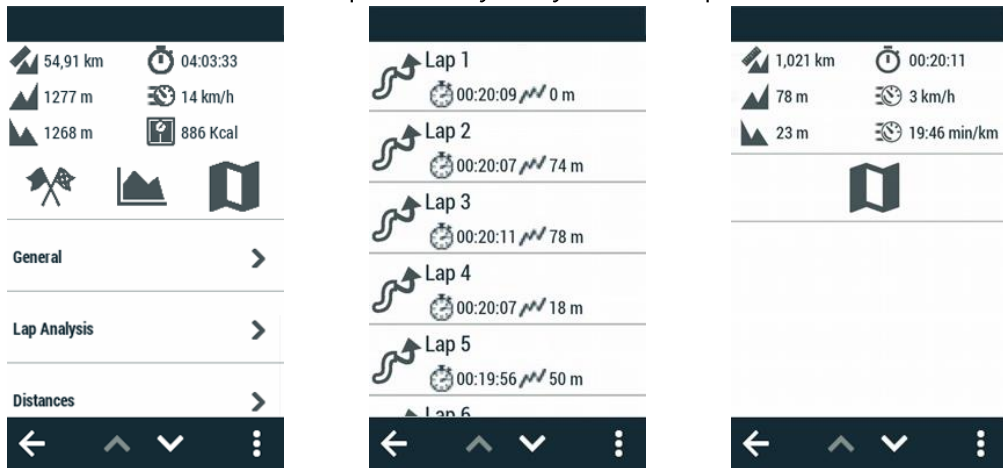 54,91 km 04:03:33
1277 m 14 km/h
1268 m 886 Kcal
General
Lap Analysis
Distances
Lap 1
00:20:09 0 m
Lap 2
00:20:07 74 m
Lap 3
00:20:11 78 m
Lap 4
00:20:07 18 m
Lap 5
00:19:56 50 m
Lap 6
1,021 km 00:20:11
78 m 3 km/h
23 m 19:46 min/km